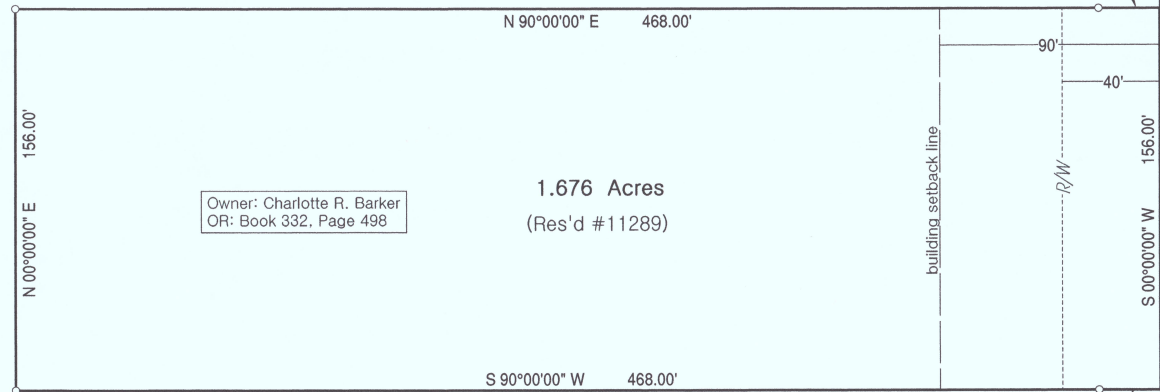 N 90°00'00" E 468.00'
90'
40'
N 00°00'00" E 156.00'
Owner: Charlotte R. Barker
OR: Book 332, Page 498
1.676 Acres
(Res'd #11289)
building setback line
R/W
S 00°00'00" W 156.00'
S 90°00'00" W 468.00'